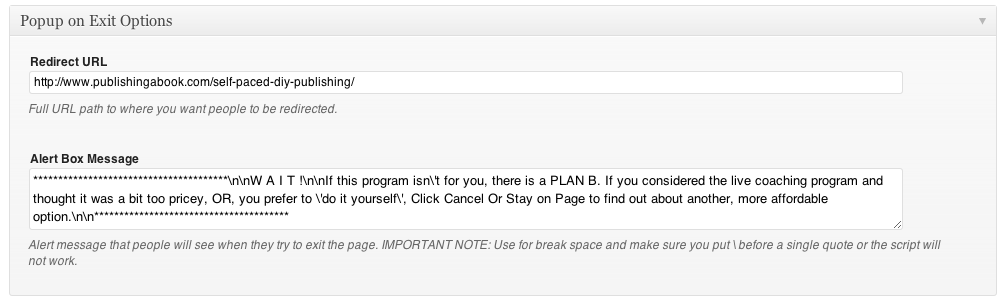 Popup on Exit Options
Redirect URL
http://www.publishingabook.com/self-paced-diy-publishing/
Full URL path to where you want people to be redirected.
Alert Box Message
***************************************\n\nW A I T !\n\nIf this program isn\'t for you, there is a PLAN B. If you considered the live coaching program and
thought it was a bit too pricey, OR, you prefer to \'do it yourself\', Click Cancel Or Stay on Page to find out about another, more affordable
option.\n\n***************************************
Alert message that people will see when they try to exit the page. IMPORTANT NOTE: Use for break space and make sure you put \ before a single quote or the script will
not work.